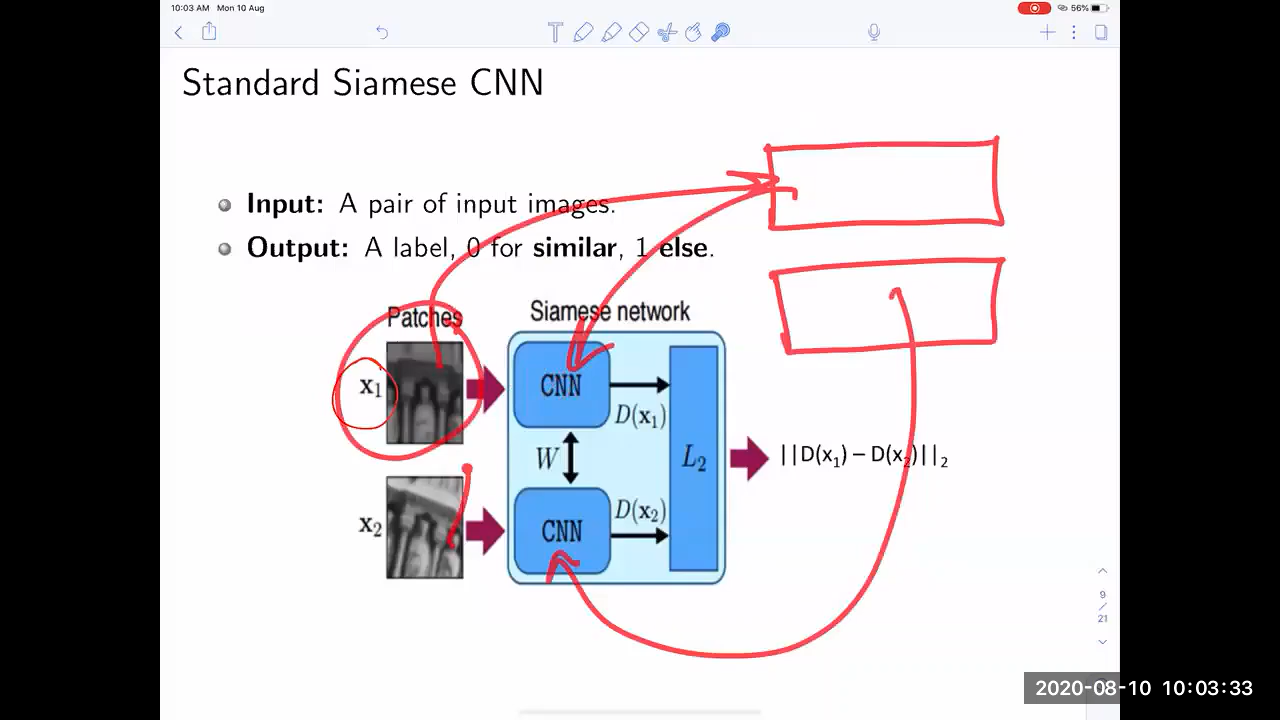 10:03 AM Mon 10 Aug
56%
Standard Siamese CNN
Input: A pair of input images.
Output: A label, 0 for similar, 1 else.
Patches
Siamese network
x1
CNN
D(x1)
W
L2
||D(x1) – D(x2)||2
x2
CNN
D(x2)
9
/
21
2020-08-10 10:03:33